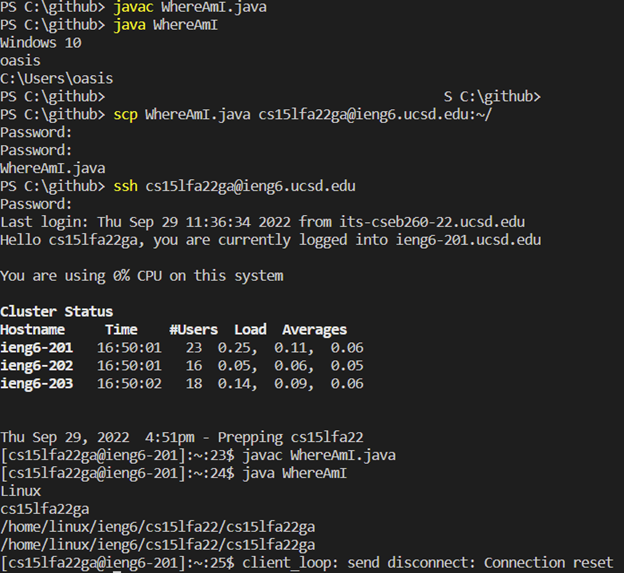 PS C:\github> javac WhereAmI.java
PS C:\github> java WhereAmI
Windows 10
oasis
C:\Users\oasis
PS C:\github>                                      S C:\github>
PS C:\github> scp WhereAmI.java cs15lfa22ga@ieng6.ucsd.edu:~/
Password:
Password:
WhereAmI.java
PS C:\github> ssh cs15lfa22ga@ieng6.ucsd.edu
Password:
Last login: Thu Sep 29 11:36:34 2022 from its-cseb260-22.ucsd.edu
Hello cs15lfa22ga, you are currently logged into ieng6-201.ucsd.edu
You are using 0% CPU on this system
Cluster Status
Hostname     Time    #Users  Load  Averages
ieng6-201   16:50:01   23  0.25,  0.11,  0.06
ieng6-202   16:50:01   16  0.05,  0.06,  0.05
ieng6-203   16:50:02   18  0.14,  0.09,  0.06
Thu Sep 29, 2022  4:51pm - Prepping cs15lfa22
[cs15lfa22ga@ieng6-201]:~:23$ javac WhereAmI.java
[cs15lfa22ga@ieng6-201]:~:24$ java WhereAmI
Linux
cs15lfa22ga
/home/linux/ieng6/cs15lfa22/cs15lfa22ga
/home/linux/ieng6/cs15lfa22/cs15lfa22ga
[cs15lfa22ga@ieng6-201]:~:25$ client_loop: send disconnect: Connection reset